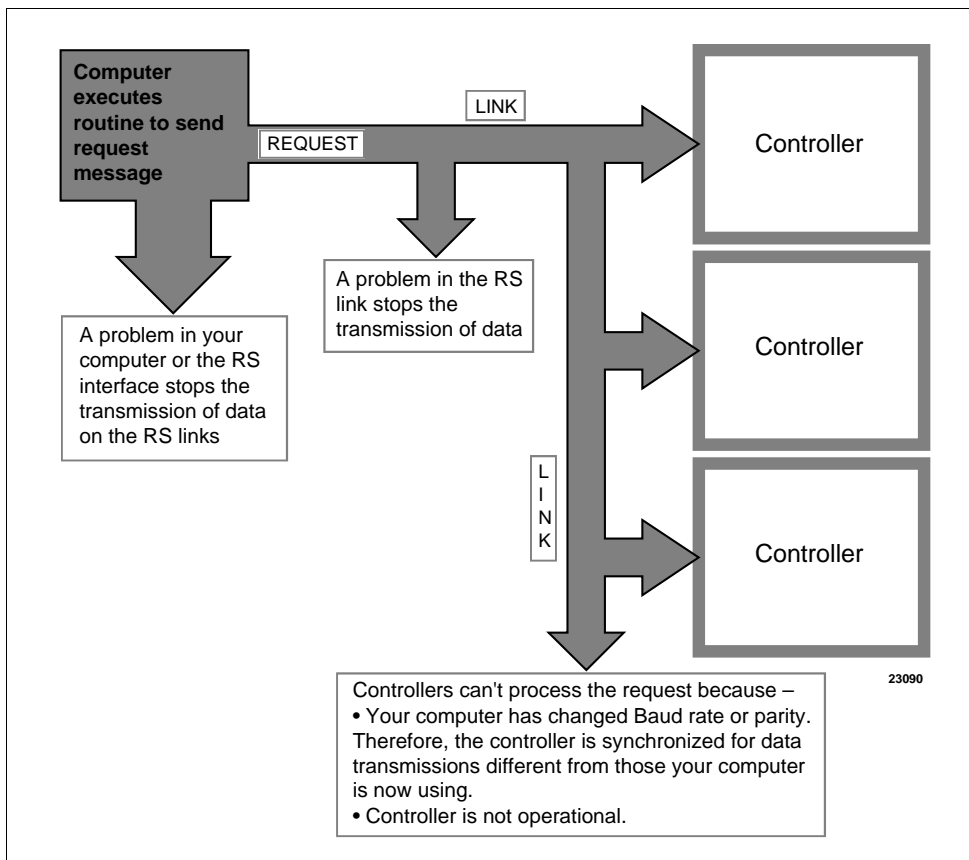 Computer
executes
routine to send
request
message
LINK
REQUEST
Controller
A problem in the RS
link stops the
transmission of data
A problem in your
computer or the RS
interface stops the
transmission of data
on the RS links
Controller
L
I
N
K
Controller
23090
Controllers can't process the request because –
• Your computer has changed Baud rate or parity.
Therefore, the controller is synchronized for data
transmissions different from those your computer
is now using.
• Controller is not operational.